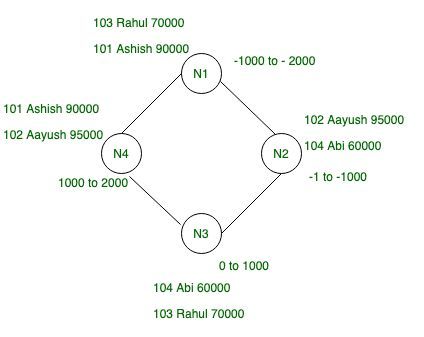 103 Rahul 70000
101 Ashish 90000
N1
-1000 to - 2000
101 Ashish 90000
102 Aayush 95000
N4
1000 to 2000
102 Aayush 95000
104 Abi 60000
N2
-1 to -1000
N3
0 to 1000
104 Abi 60000
103 Rahul 70000